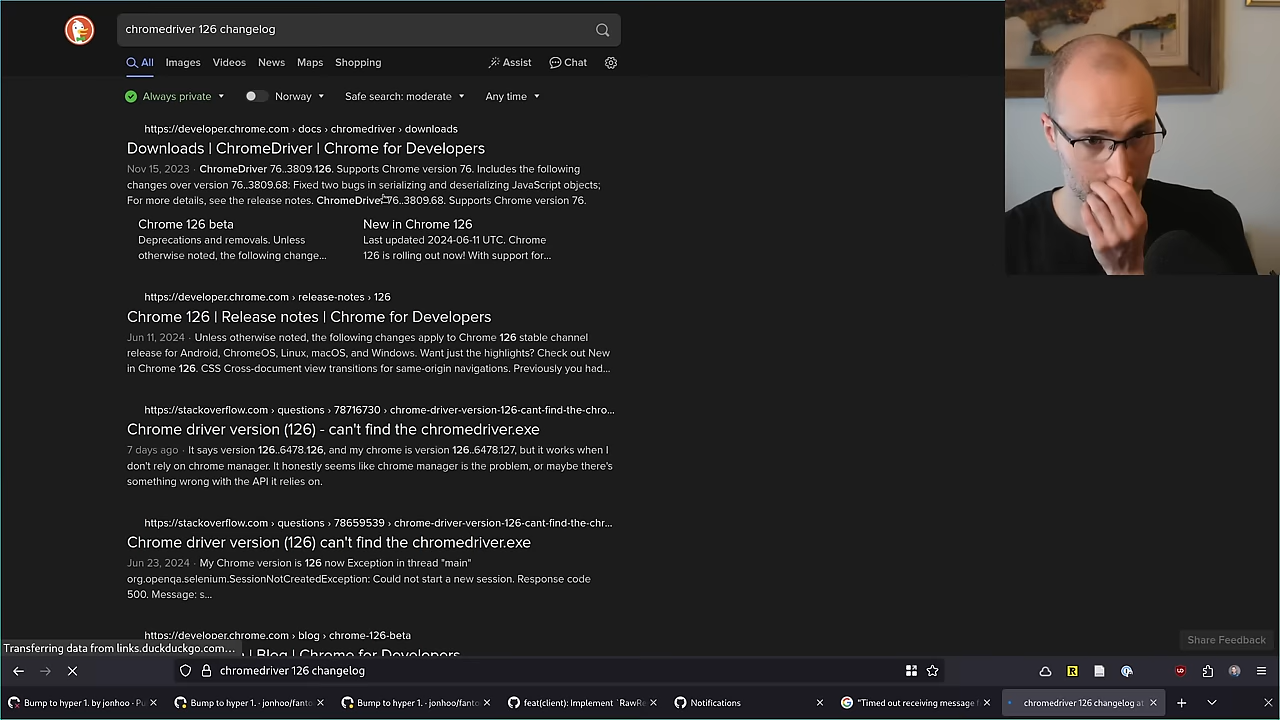 chromedriver 126 changelog
All Images Videos News Maps Shopping Assist Chat
Always private Norway Safe search: moderate Any time
https://developer.chrome.com › docs › chromedriver › downloads
Downloads | ChromeDriver | Chrome for Developers
Nov 15, 2023 · ChromeDriver 76..3809.126. Supports Chrome version 76. Includes the following
changes over version 76..3809.68: Fixed two bugs in serializing and deserializing JavaScript objects;
For more details, see the release notes. ChromeDriver 76..3809.68. Supports Chrome version 76.
Chrome 126 beta
Deprecations and removals. Unless
otherwise noted, the following change...
New in Chrome 126
Last updated 2024-06-11 UTC. Chrome
126 is rolling out now! With support for...
https://developer.chrome.com › release-notes › 126
Chrome 126 | Release notes | Chrome for Developers
Jun 11, 2024 · Unless otherwise noted, the following changes apply to Chrome 126 stable channel
release for Android, ChromeOS, Linux, macOS, and Windows. Want just the highlights? Check out New
in Chrome 126. CSS Cross-document view transitions for same-origin navigations. Previously you had...
https://stackoverflow.com › questions › 78716730 › chrome-driver-version-126-cant-find-the-chro...
Chrome driver version (126) - can't find the chromedriver.exe
7 days ago · It says version 126..6478.126, and my chrome is version 126..6478.127, but it works when I
don't rely on chrome manager. It honestly seems like chrome manager is the problem, or maybe there's
something wrong with the API it relies on.
https://stackoverflow.com › questions › 78659539 › chrome-driver-version-126-cant-find-the-chr...
Chrome driver version (126) can't find the chromedriver.exe
Jun 23, 2024 · My Chrome version is 126 now Exception in thread "main"
org.openqa.selenium.SessionNotCreatedException: Could not start a new session. Response code
500. Message: s...
https://developer.chrome.com › blog › chrome-126-beta
| Blog | Chrome for Developers
Share Feedback
Transferring data from links.duckduckgo.com...
chromedriver 126 changelog
Bump to hyper 1. by jonhoo · Pu
Bump to hyper 1. · jonhoo/fanto
Bump to hyper 1. · jonhoo/fanto
feat(client): Implement `RawRe
Notifications
"Timed out receiving message
chromedriver 126 changelog at